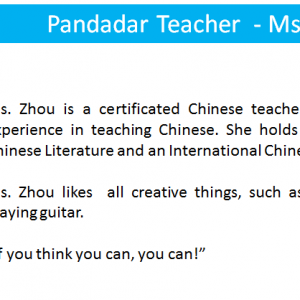 Pandadar Teacher - Ms
s. Zhou is a certificated Chinese teache
xperience in teaching Chinese. She holds
hinese Literature and an International Chine
s. Zhou likes all creative things, such as
aying guitar.
f you think you can, you can!”